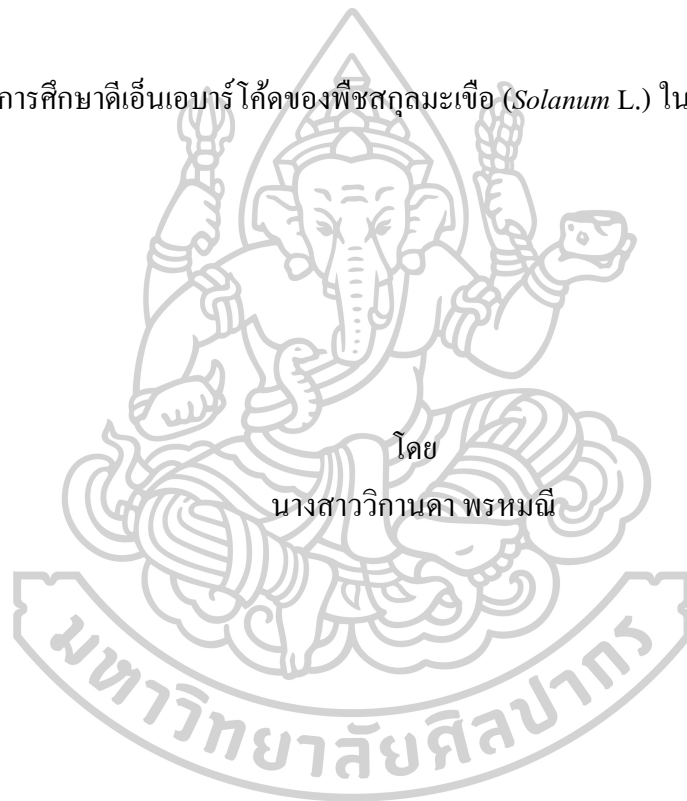 การศึกษาดีเอ็นเอบาร์โค้ดของพืชสกุลมะเขือ (Solanum L.) ใน
โดย
นางสาววิกานดา พรหมณี
มหาวิทยาลัยศิลปากร